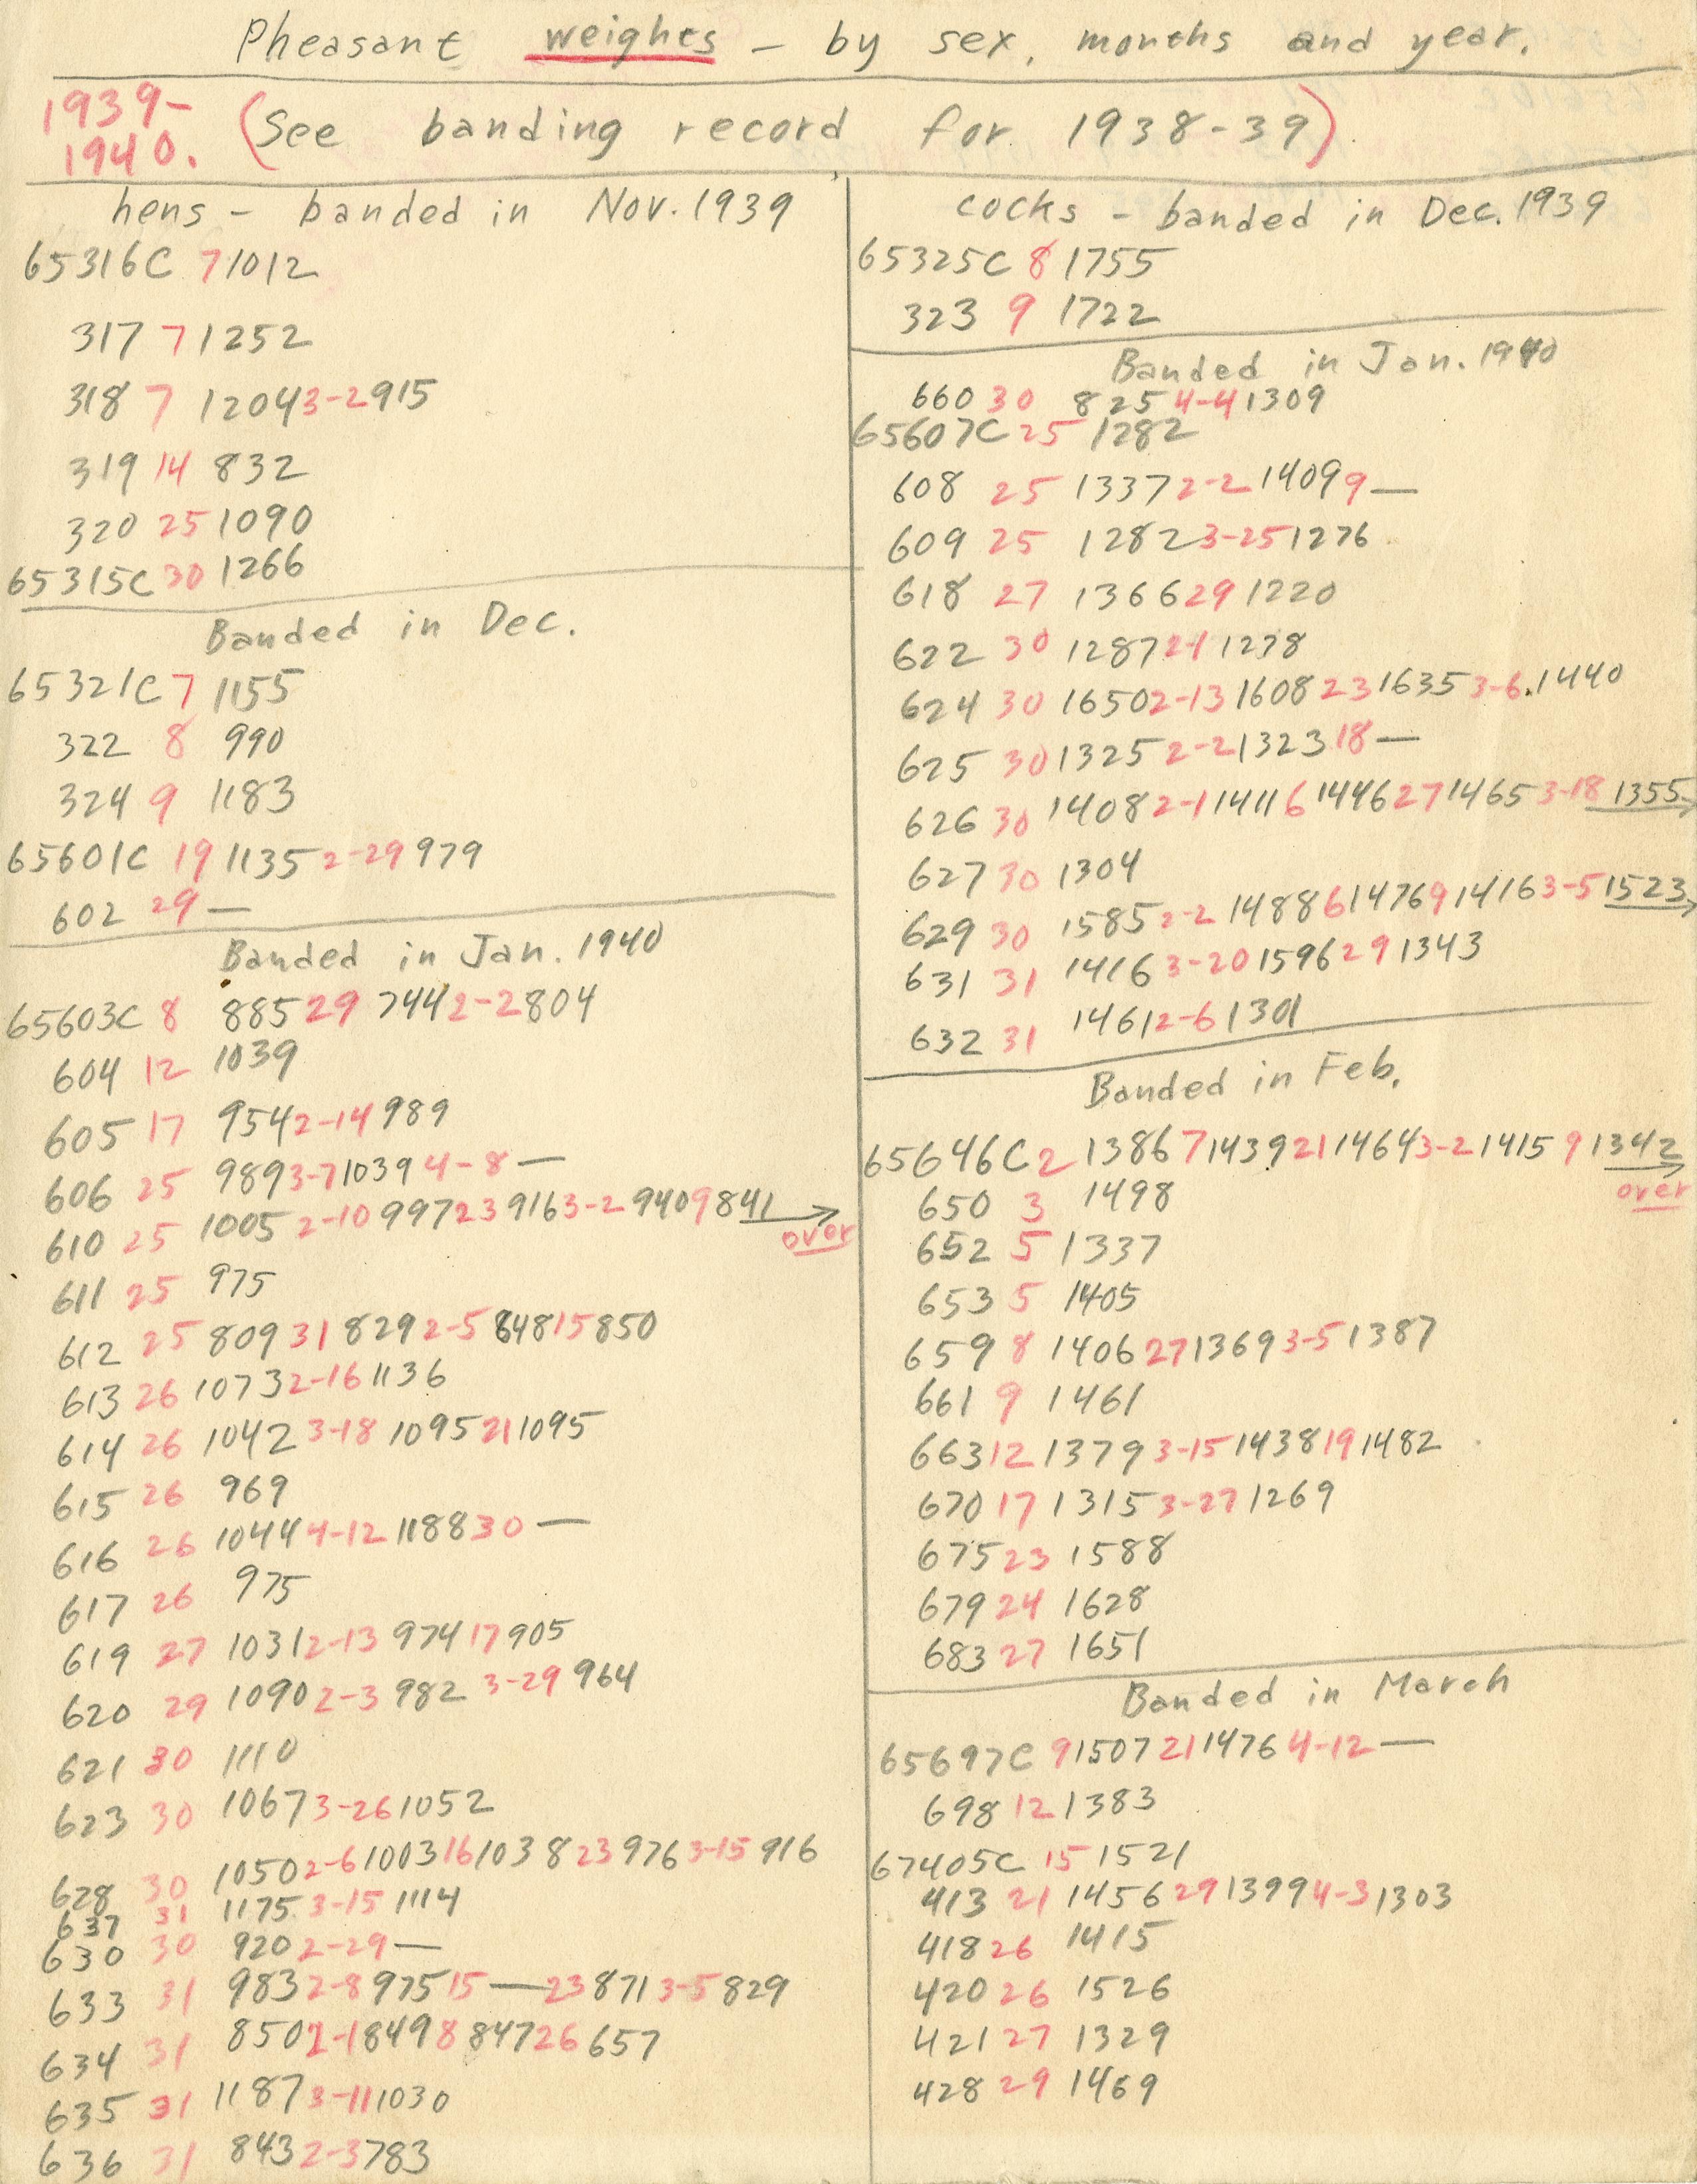 Pheasant weights - by sex, months and year.
1939-
1940. (See banding record for 1938-39)
hens - banded in Nov. 1939
65316C 7 1012
317 7 1252
318 7 1204 3-2 915
319 14 832
320 25 1090
65315C 30 1266
Banded in Dec.
65321C 7 1155
322 8 990
324 9 1183
65601C 19 1135 2-29 979
602 29 —
Banded in Jan. 1940
65603C 8 885 29 744 2-2 804
604 12 1039
605 17 954 2-14 989
606 25 989 3-7 1039 4-8 —
610 25 1005 2-10 997 23 916 3-2 940 9 841 →
over
611 25 975
612 25 809 31 829 2-5 848 15 850
613 26 1073 2-16 1136
614 26 1042 3-18 1095 21 1095
615 26 969
616 26 1044 4-12 1188 30 —
617 26 975
619 27 1031 2-13 974 17 905
620 29 1090 2-3 982 3-29 964
621 30 1110
623 30 1067 3-26 1052
628 30 1050 2-6 1003 16 1038 23 976 3-15 916
637 31 1175 3-15 1114
630 30 920 2-29 —
633 31 983 2-8 975 15 — 23 871 3-5 829
634 31 850 2-1 849 8 847 26 657
635 31 1187 3-11 1030
636 31 843 2-3 783
cocks - banded in Dec. 1939
65325C 8 1755
323 9 1722
Banded in Jan. 1940
660 30 825 4-4 1309
65607C 25 1282
608 25 1337 2-2 1409 9 —
609 25 1282 3-25 1276
618 27 1366 29 1220
622 30 1287 2-1 1278
624 30 1650 2-13 1608 23 1635 3-6. 1440
625 30 1325 2-2 1323 18 —
626 30 1408 2-1 1411 6 1446 27 1465 3-18 1355 →
627 30 1304
629 30 1585 2-2 1488 6 1476 9 1416 3-5 1523 →
631 31 1416 3-20 1596 29 1343
632 31 1461 2-6 1301
Banded in Feb.
65646C 2 1386 7 1439 21 1464 3-2 1415 9 1342 →
over
650 3 1498
652 5 1337
653 5 1405
659 8 1406 27 1369 3-5 1387
661 9 1461
663 12 1379 3-15 1438 19 1482
670 17 1315 3-27 1269
675 23 1588
679 24 1628
683 27 1651
Banded in March
65697C 9 1507 21 1476 4-12 —
698 12 1383
67405C 15 1521
413 21 1456 29 1399 4-3 1303
418 26 1415
420 26 1526
421 27 1329
428 29 1469